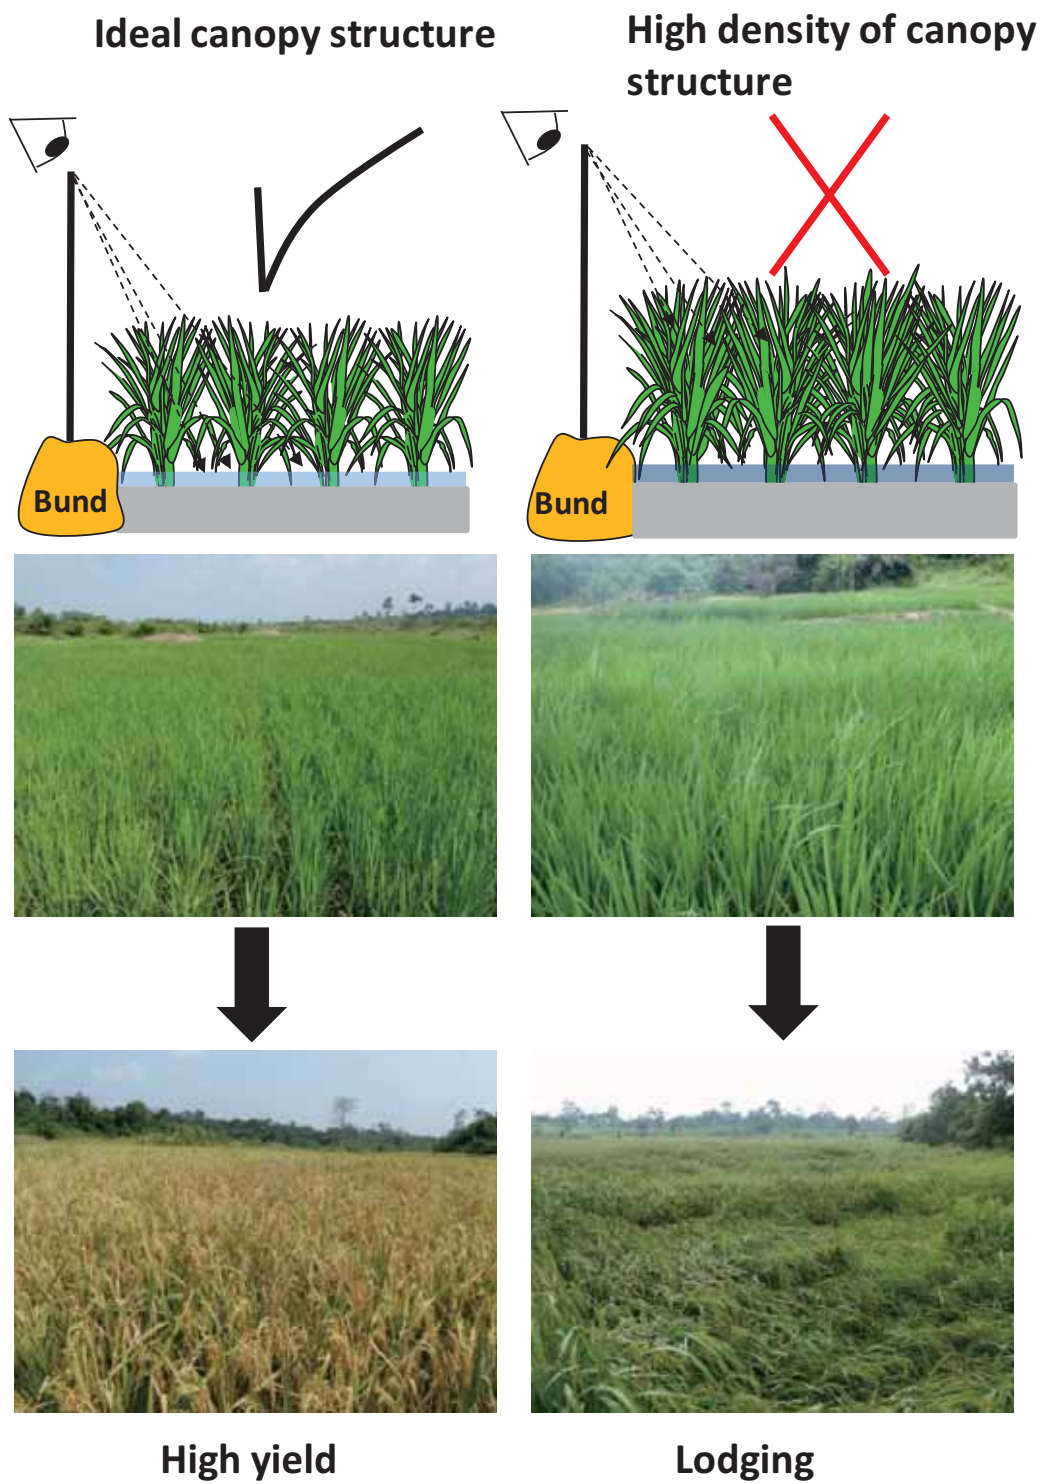 Ideal canopy structure
High density of canopy
structure
Bund
Bund
High yield
Lodging